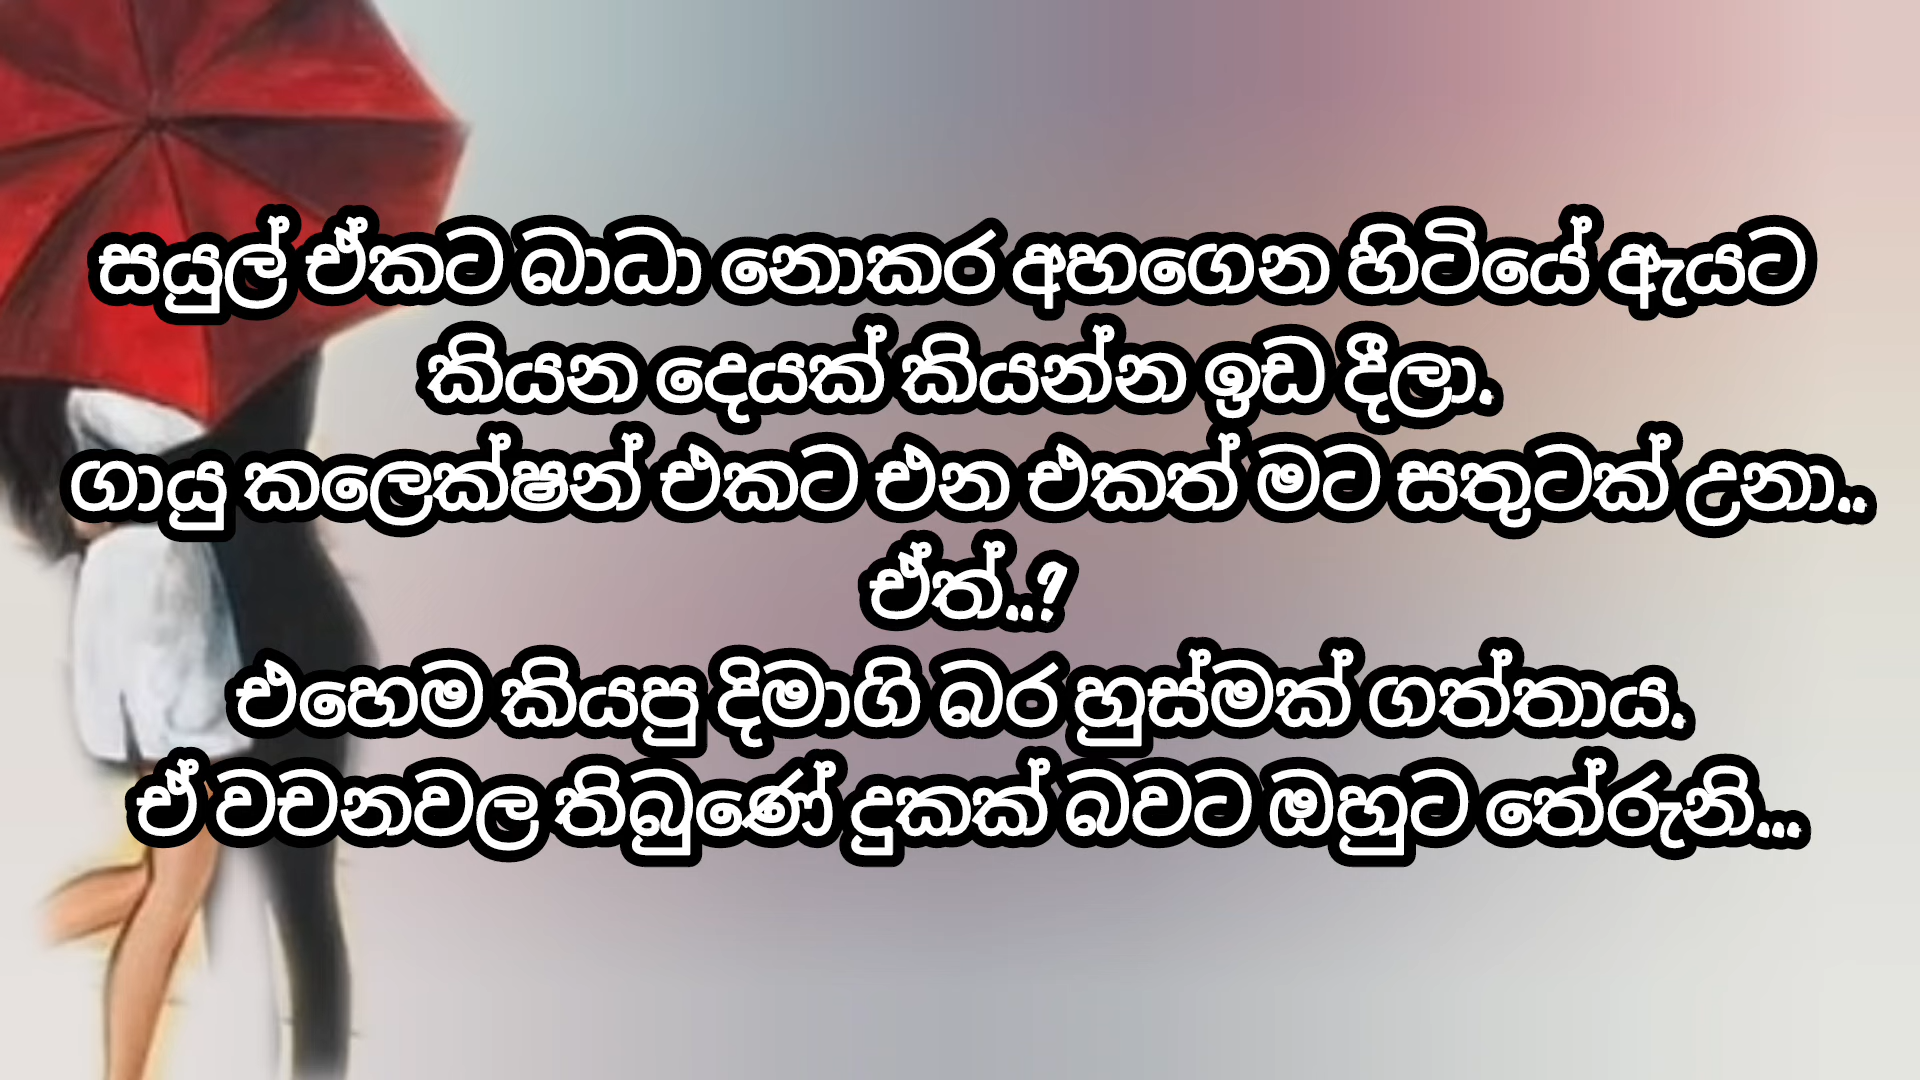 සයුල් ඒකට බාධා නොකර අහගෙන හිටියේ ඇයට
කියන දෙයක් කියන්න ඉඩ දීලා.
ගායු කලෙක්ෂන් එකට එන එකත් මට සතුටක් උනා..
ඒත්..?
එහෙම කියපු දිමාගි බර හුස්මක් ගත්තාය.
ඒ වචනවල තිබුණේ දුකක් බවට ඔහුට තේරුනි...